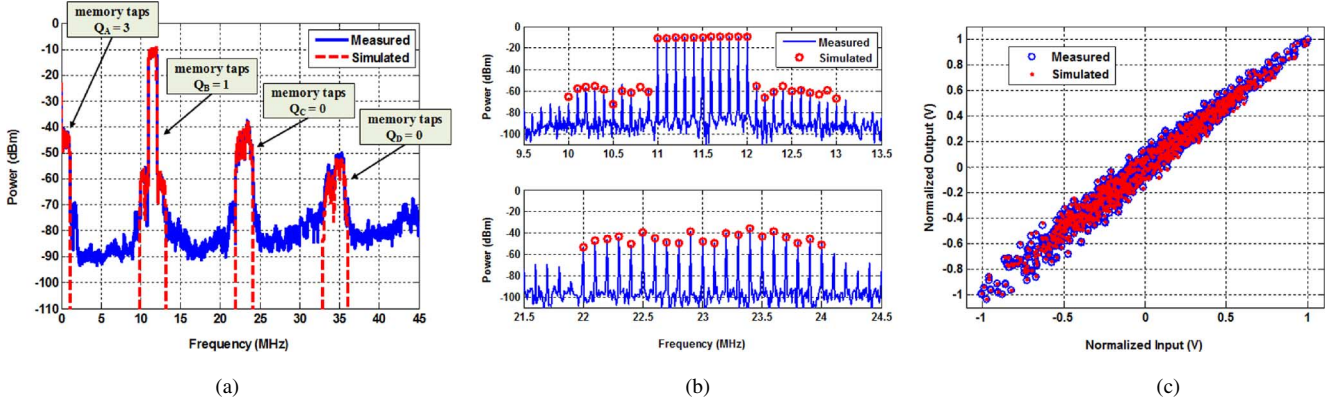 memory taps
Q_A = 3
memory taps
Q_B = 1
memory taps
Q_C = 0
memory taps
Q_D = 0
Measured
Simulated
Power (dBm)
0
-10
-20
-30
-40
-50
-60
-70
-80
-90
-100
-110
0 5 10 15 20 25 30 35 40 45
Frequency (MHz)
(a)
Measured
Simulated
Power (dBm)
0
-20
-40
-60
-80
-100
9.5 10 10.5 11 11.5 12 12.5 13 13.5
Power (dBm)
0
-20
-40
-60
-80
-100
21.5 22 22.5 23 23.5 24 24.5
Frequency (MHz)
(b)
Measured
Simulated
Normalized Output (V)
1
0.8
0.6
0.4
0.2
0
-0.2
-0.4
-0.6
-0.8
-1
-1 -0.5 0 0.5 1
Normalized Input (V)
(c)